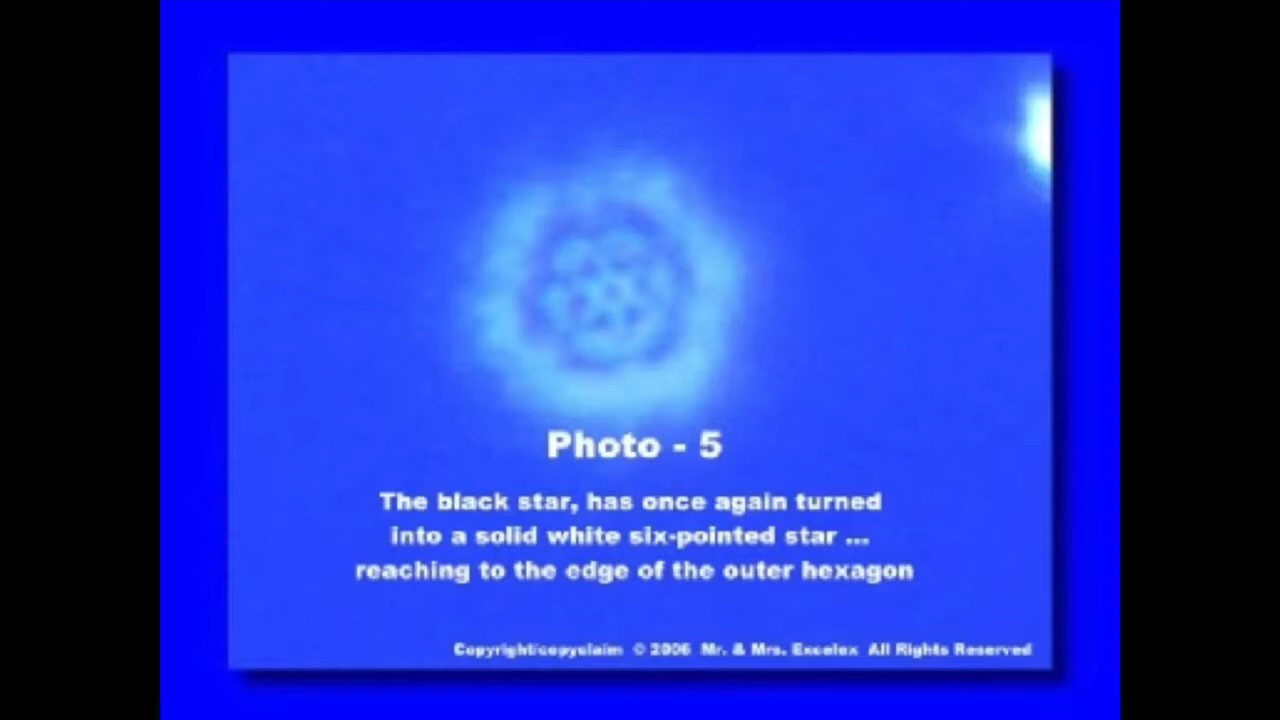 Photo - 5
The black star, has once again turned
into a solid white six-pointed star ...
reaching to the edge of the outer hexagon
Copyright/copyclaim © 2006 Mr. & Mrs. Excelex All Rights Reserved